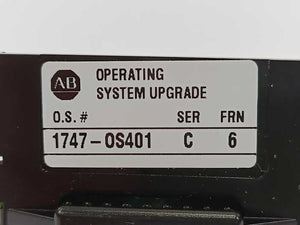 AB
OPERATING
SYSTEM UPGRADE
O.S.# SER FRN
1747-OS401 C 6